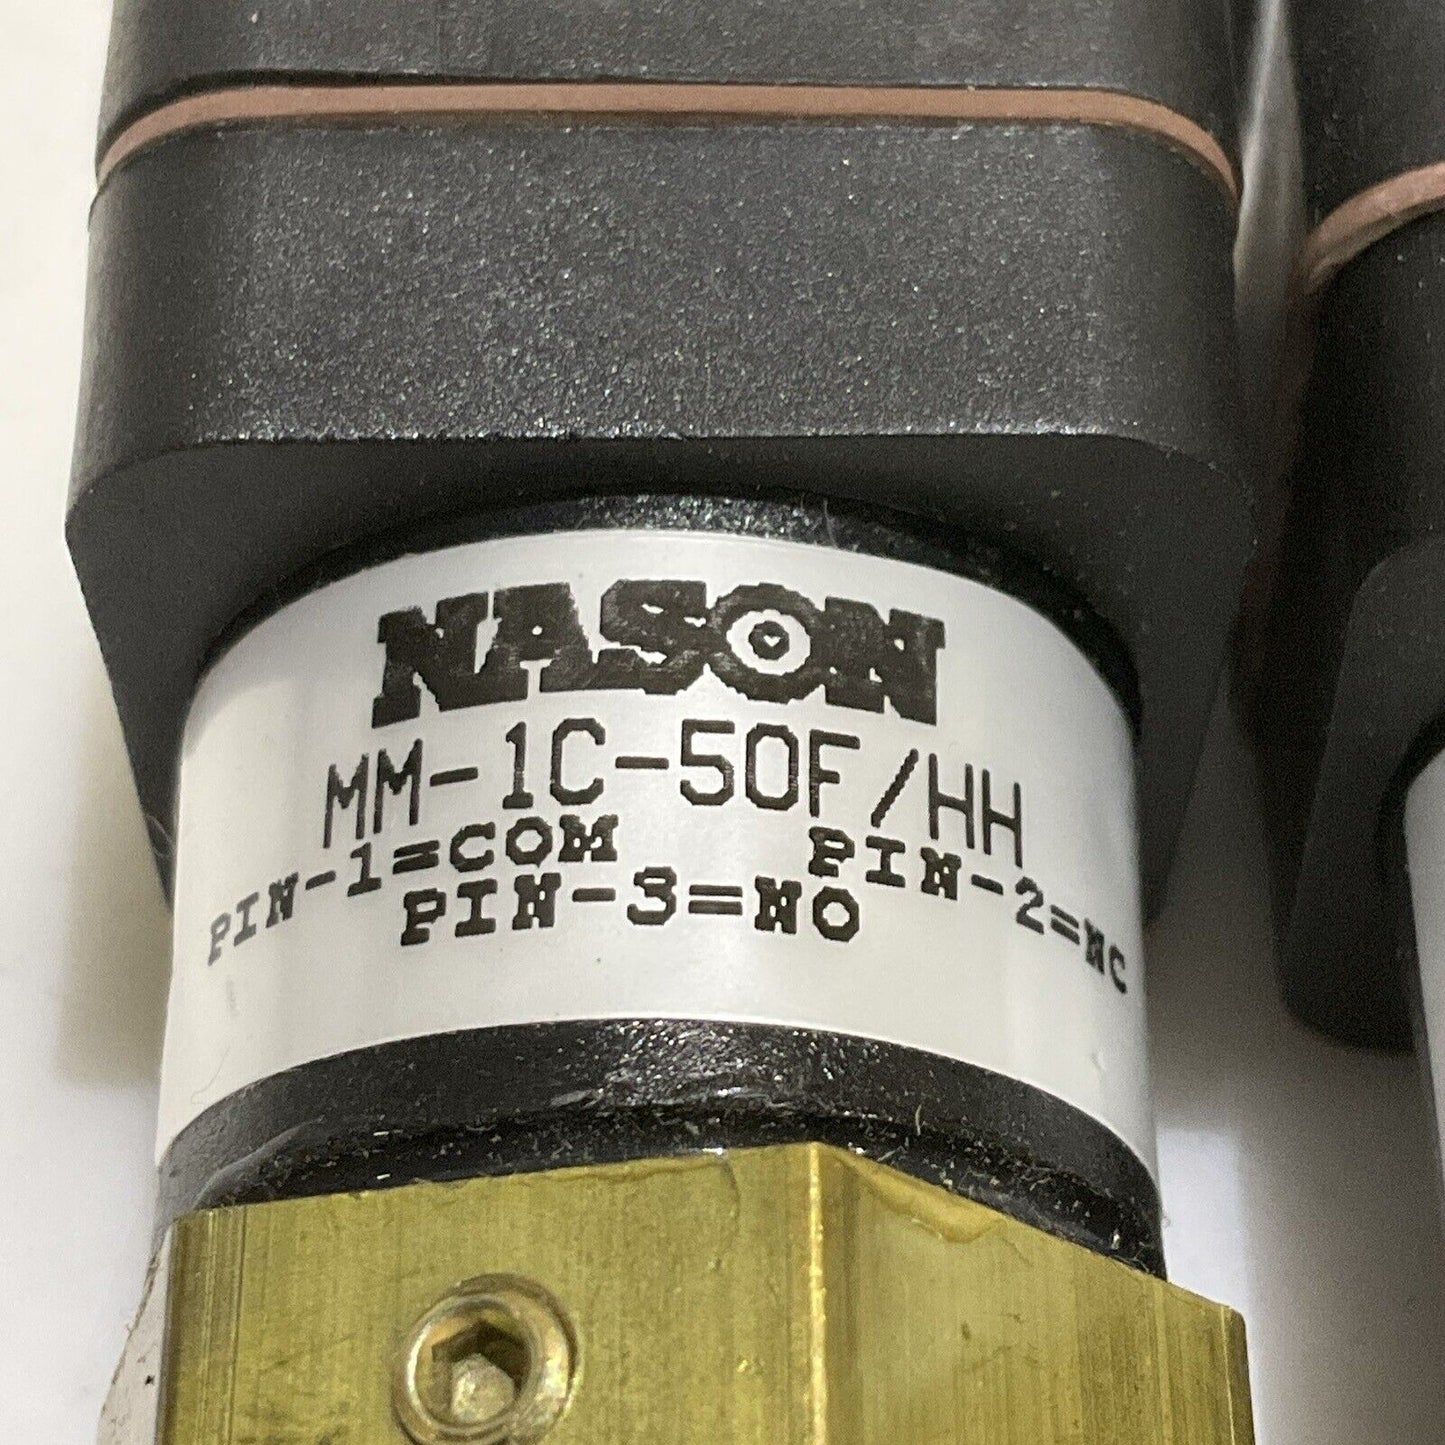 NASON
MM-1C-50F/HH
PIN-1=COM PIN-2=NC
PIN-3=NO